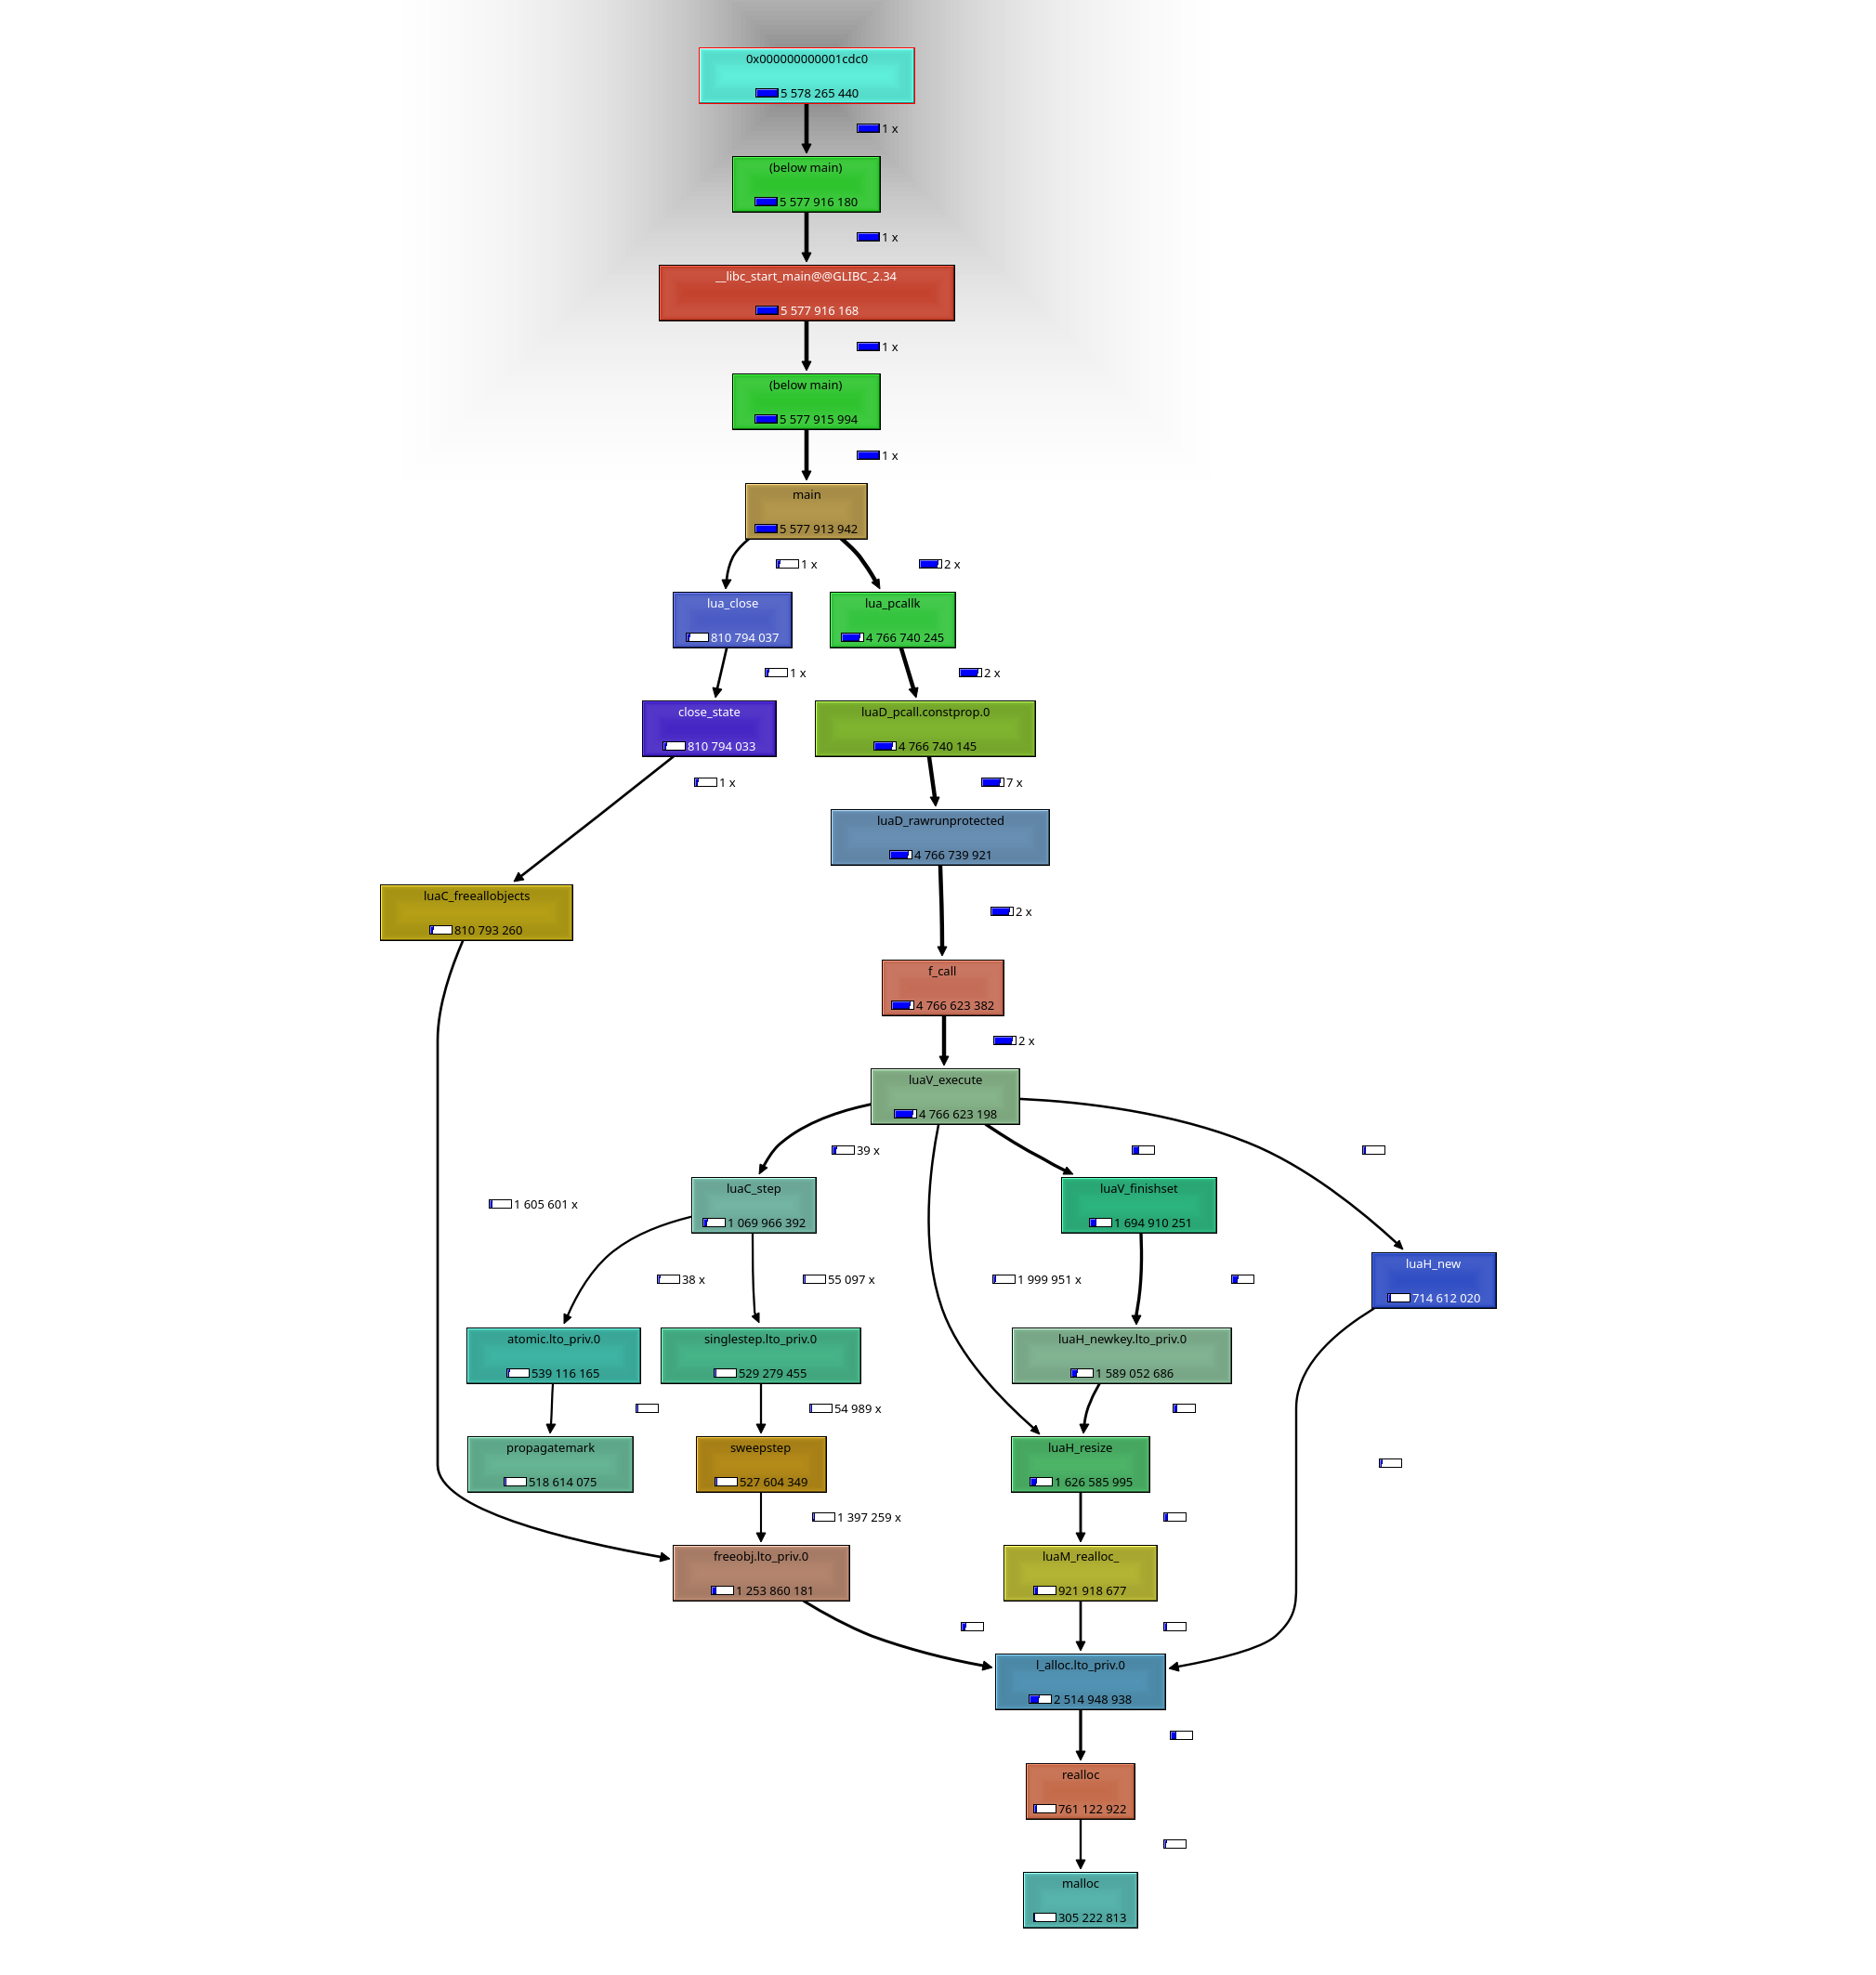 0x000000000001cdc0
5 578 265 440
1 x
(below main)
5 577 916 180
1 x
__libc_start_main@@GLIBC_2.34
5 577 916 168
1 x
(below main)
5 577 915 994
1 x
main
5 577 913 942
1 x
2 x
lua_close
810 794 037
lua_pcallk
4 766 740 245
1 x
2 x
close_state
810 794 033
luaD_pcall.constprop.0
4 766 740 145
1 x
7 x
luaD_rawrunprotected
4 766 739 921
luaC_freeallobjects
810 793 260
2 x
f_call
4 766 623 382
2 x
luaV_execute
4 766 623 198
39 x
1 605 601 x
luaC_step
1 069 966 392
luaV_finishset
1 694 910 251
luaH_new
714 612 020
38 x
55 097 x
1 999 951 x
atomic.lto_priv.0
539 116 165
singlestep.lto_priv.0
529 279 455
luaH_newkey.lto_priv.0
1 589 052 686
54 989 x
propagatemark
518 614 075
sweepstep
527 604 349
luaH_resize
1 626 585 995
1 397 259 x
freeobj.lto_priv.0
1 253 860 181
luaM_realloc_
921 918 677
l_alloc.lto_priv.0
2 514 948 938
realloc
761 122 922
malloc
305 222 813